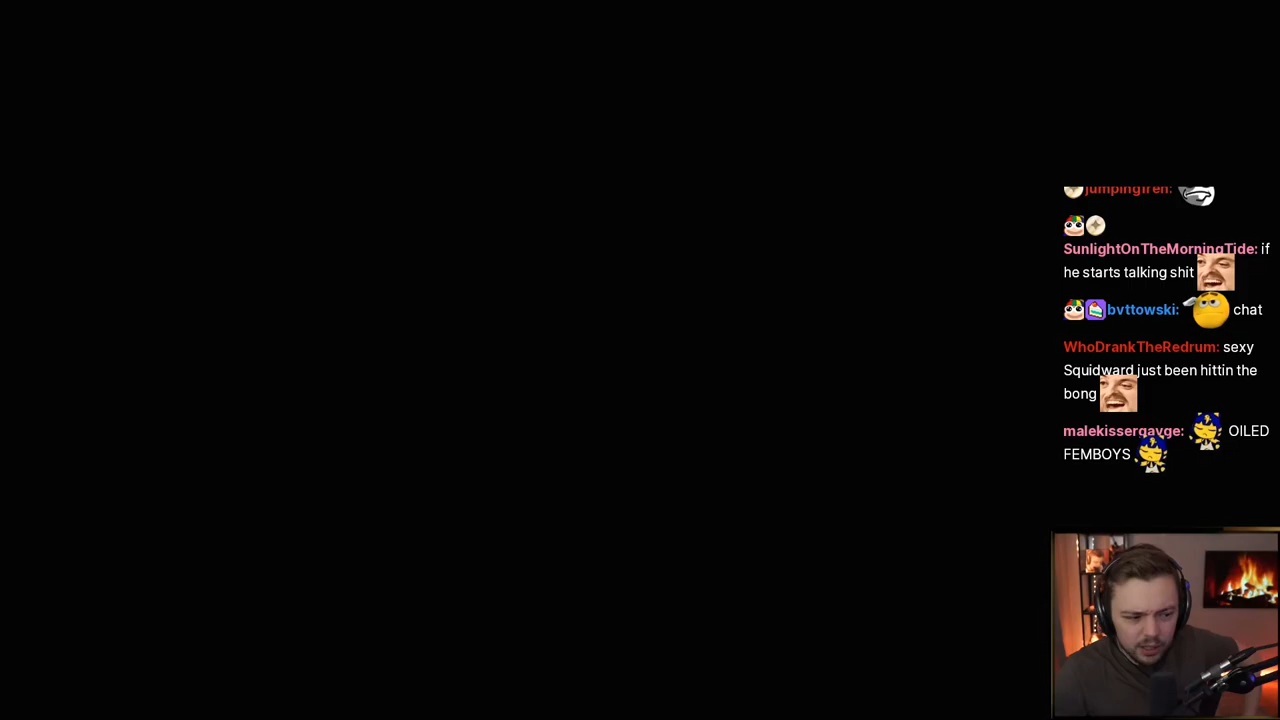 jumpingfren:
SunlightOnTheMorningTide: if
he starts talking shit
bvttowski: chat
WhoDrankTheRedrum: sexy
Squidward just been hittin the
bong
malekissergayge: OILED
FEMBOYS